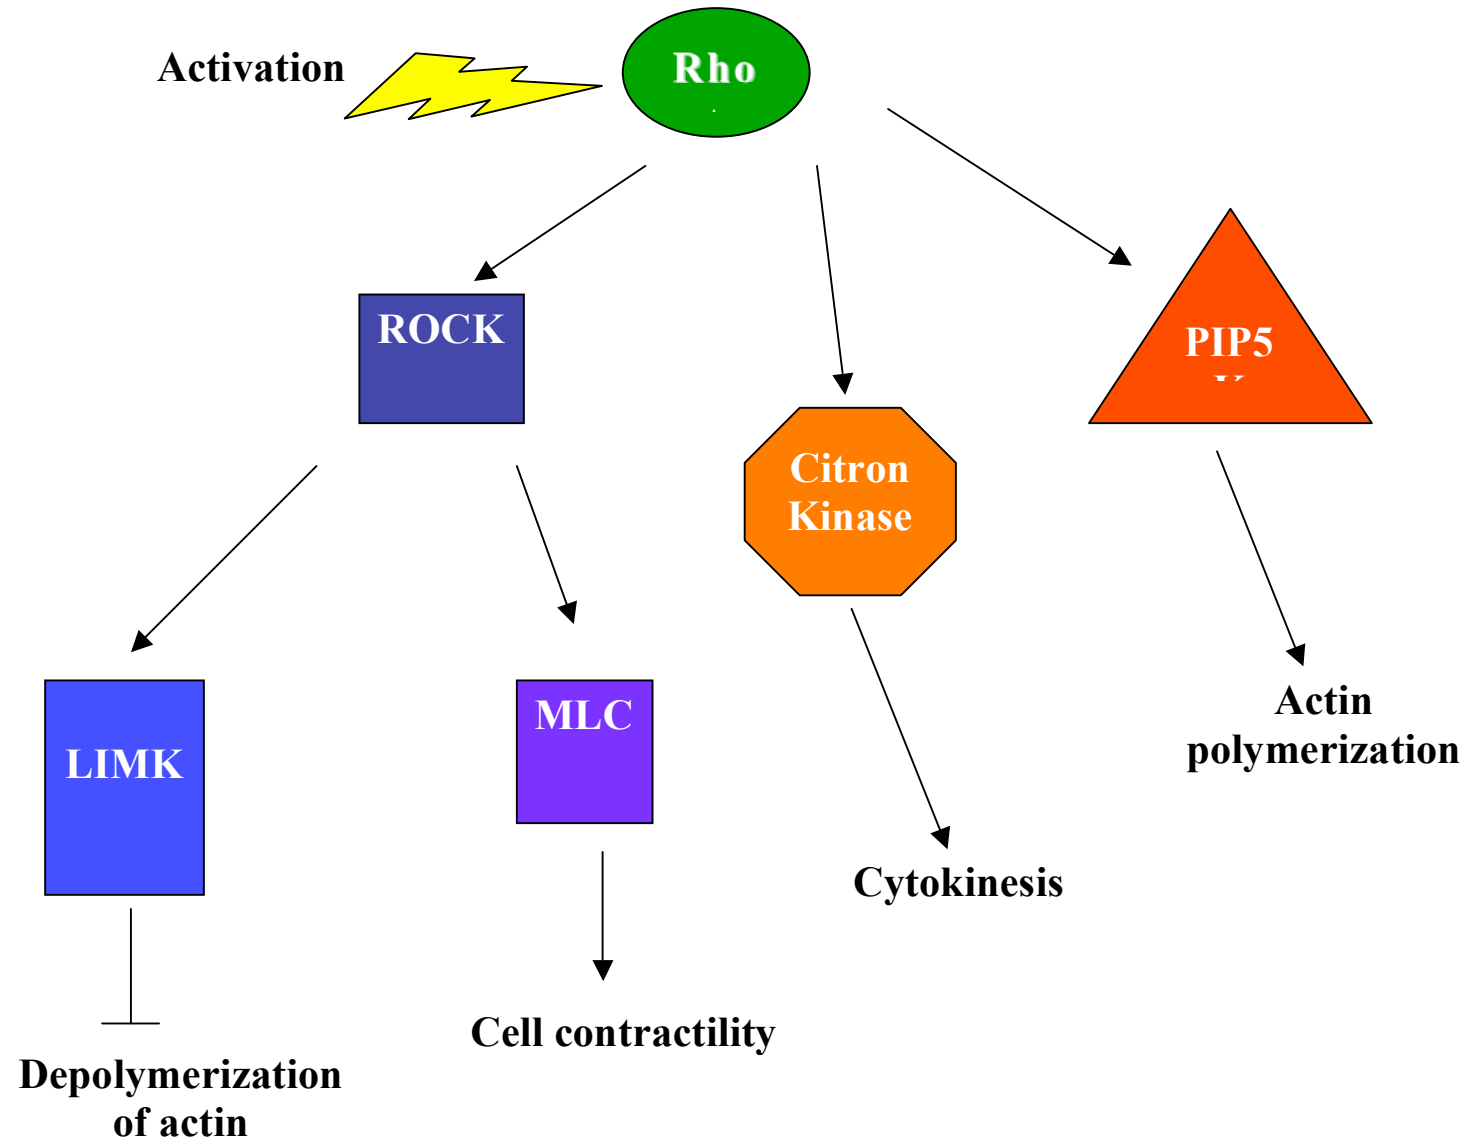 Activation
Rho
ROCK
PIP5
Citron
Kinase
LIMK
MLC
Actin
polymerization
Cytokinesis
Cell contractility
Depolymerization
of actin